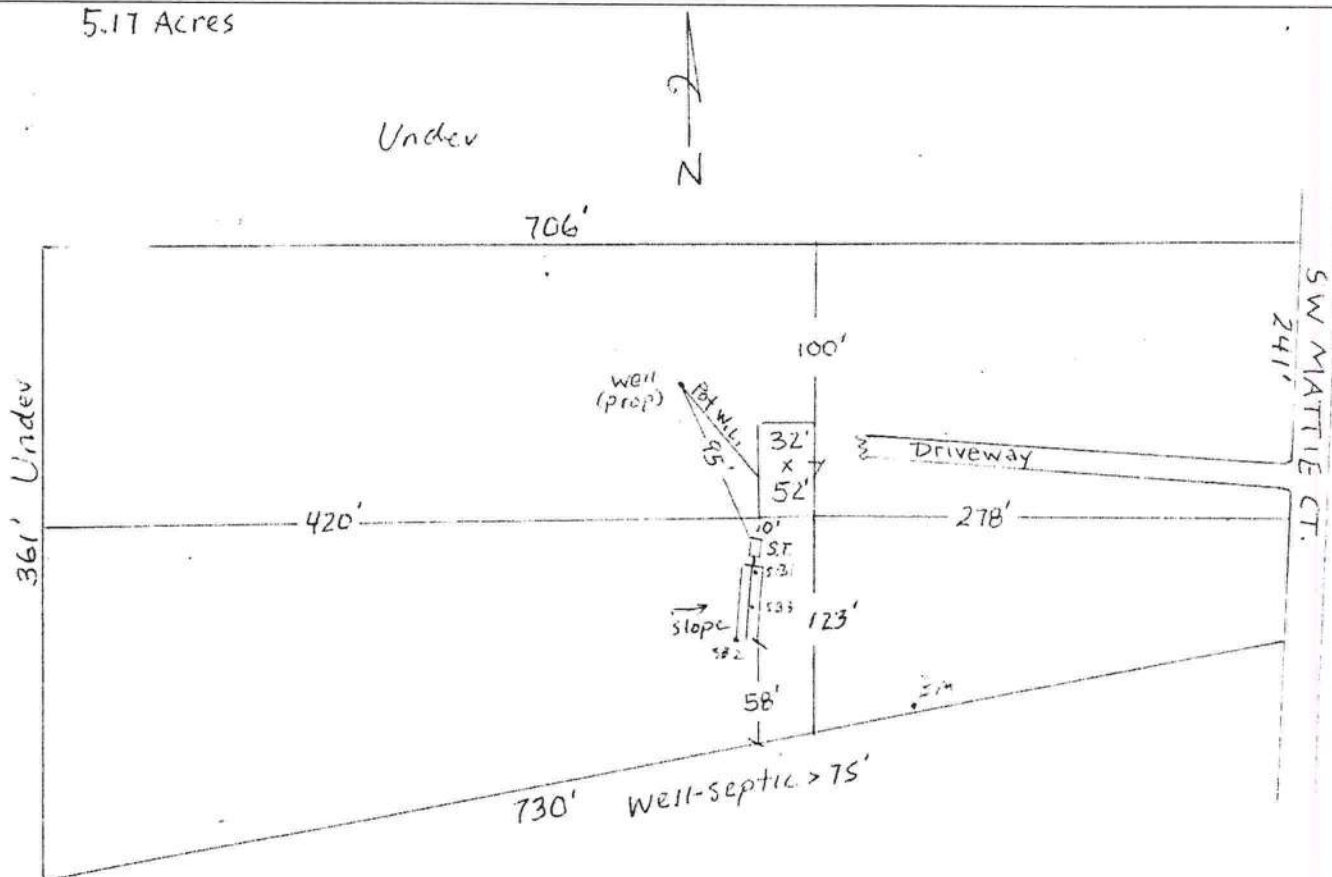 5.17 Acres
Undev
N
706'
SW MATTIE CT.
241'
100'
well
(prop)
Pot W.L.
95'
32'
x
52'
Driveway
361' Undev
420'
278'
10'
S.T.
slope
123'
58'
730'
Well-septic > 75'